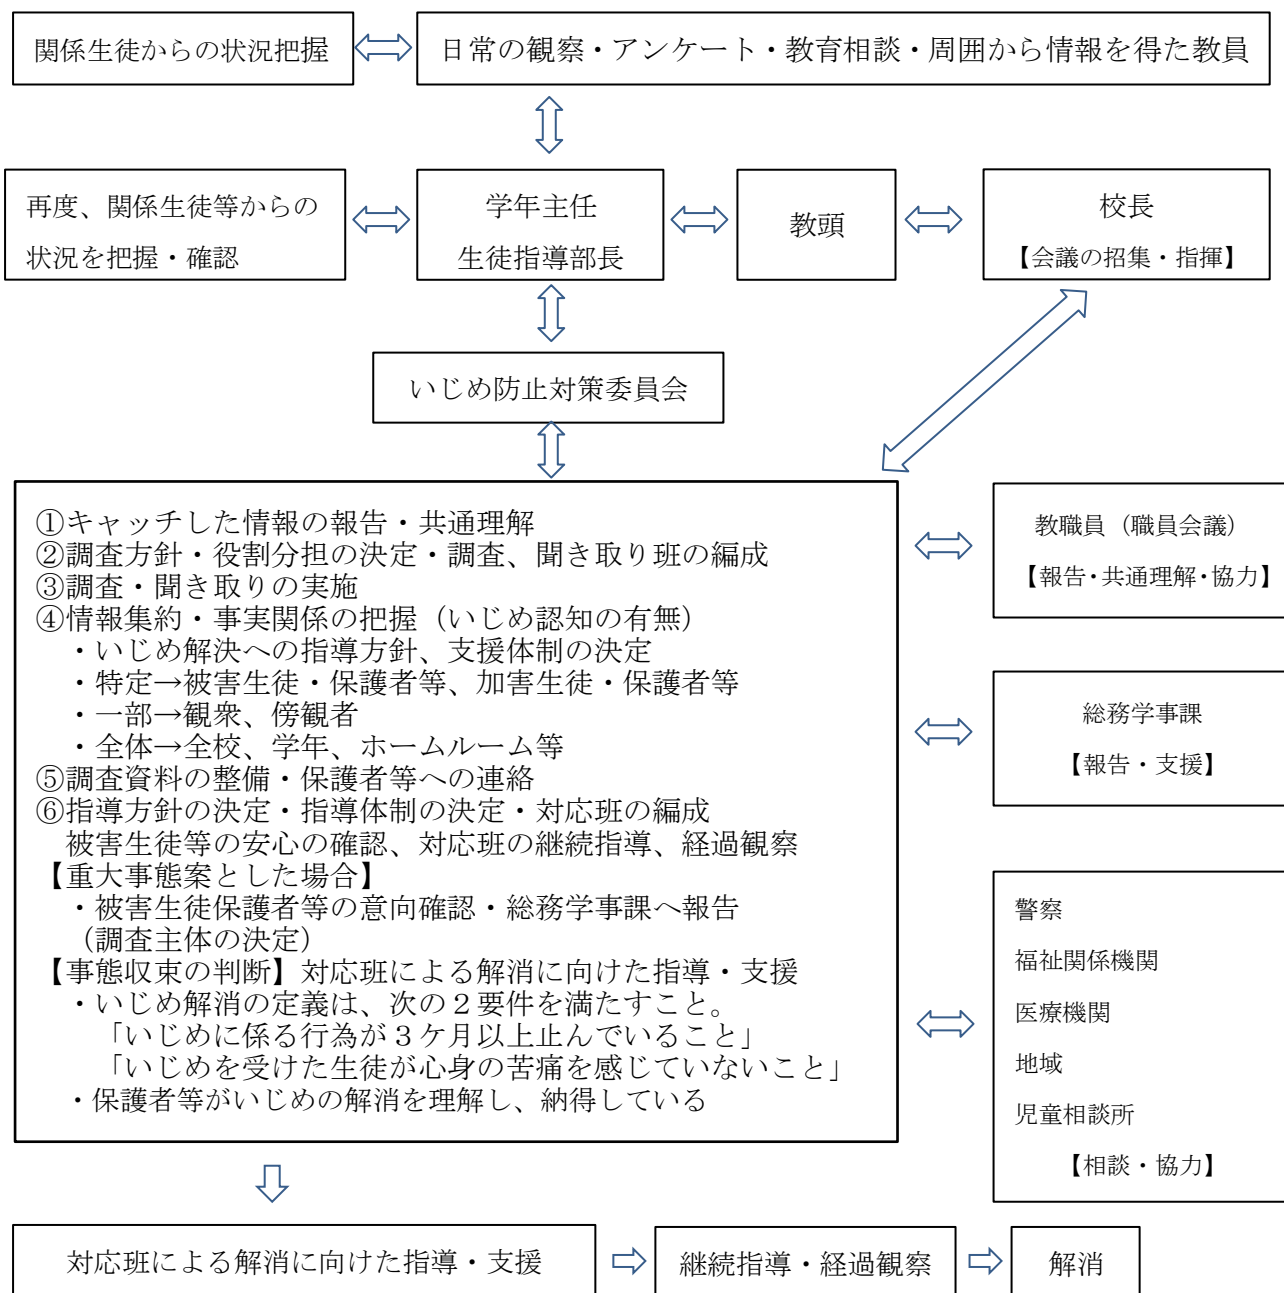 関係生徒からの状況把握
日常の観察・アンケート・教育相談・周囲から情報を得た教員
再度、関係生徒等からの
状況を把握・確認
学年主任
生徒指導部長
教頭
校長
【会議の招集・指揮】
いじめ防止対策委員会
①キャッチした情報の報告・共通理解
②調査方針・役割分担の決定・調査、聞き取り班の編成
③調査・聞き取りの実施
④情報集約・事実関係の把握（いじめ認知の有無）
・いじめ解決への指導方針、支援体制の決定
・特定→被害生徒・保護者等、加害生徒・保護者等
・一部→観衆、傍観者
・全体→全校、学年、ホームルーム等
⑤調査資料の整備・保護者等への連絡
⑥指導方針の決定・指導体制の決定・対応班の編成
被害生徒等の安心の確認、対応班の継続指導、経過観察
【重大事態案とした場合】
・被害生徒保護者等の意向確認・総務学事課へ報告
（調査主体の決定）
【事態収束の判断】対応班による解消に向けた指導・支援
・いじめ解消の定義は、次の２要件を満たすこと。
「いじめに係る行為が３ケ月以上止んでいること」
「いじめを受けた生徒が心身の苦痛を感じていないこと」
・保護者等がいじめの解消を理解し、納得している
教職員（職員会議）
【報告・共通理解・協力】
総務学事課
【報告・支援】
警察
福祉関係機関
医療機関
地域
児童相談所
【相談・協力】
対応班による解消に向けた指導・支援
継続指導・経過観察
解消